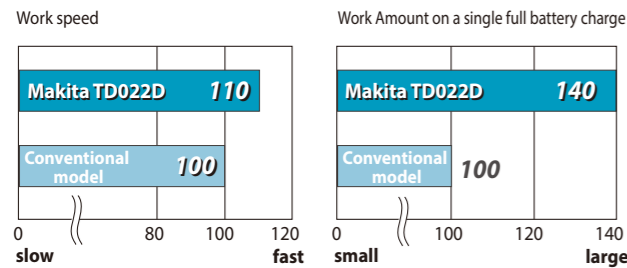 Work speed
Makita TD022D 110
Conventional
model
100
0 80 100 120
slow fast
Work Amount on a single full battery charge
Makita TD022D 140
Conventional
model
100
0 100 120 140
small large